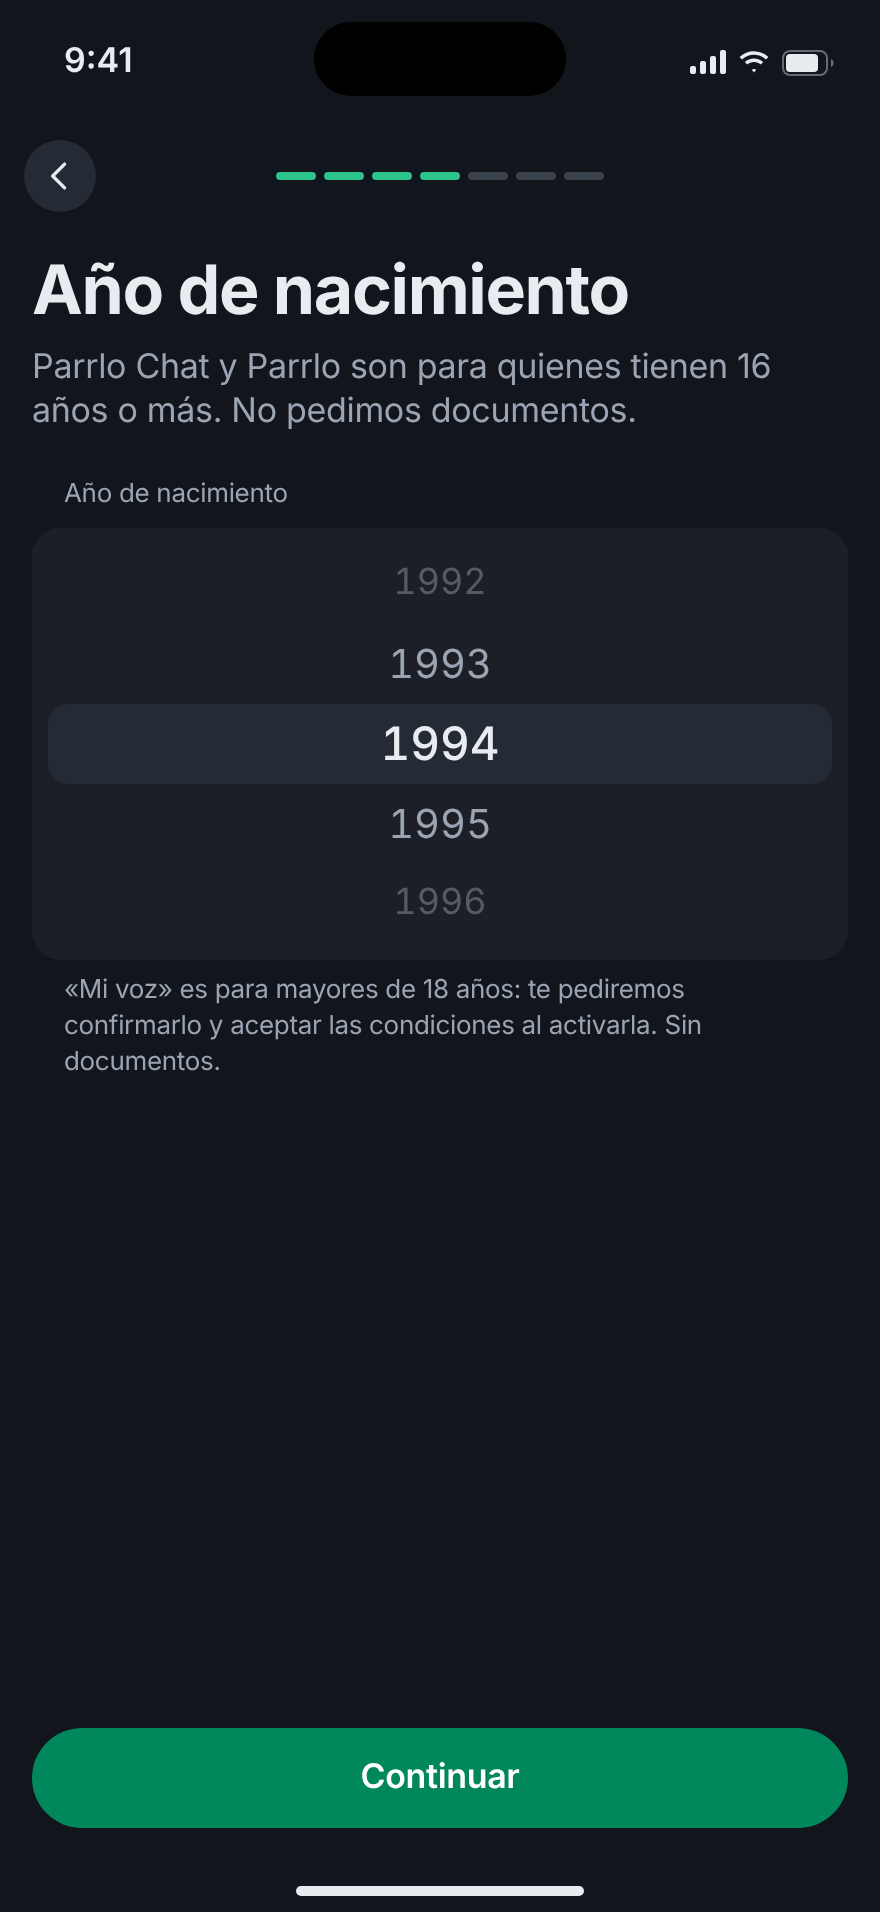 9:41
Año de nacimiento
Parrlo Chat y Parrlo son para quienes tienen 16
años o más. No pedimos documentos.
Año de nacimiento
1992
1993
1994
1995
1996
«Mi voz» es para mayores de 18 años: te pediremos
confirmarlo y aceptar las condiciones al activarla. Sin
documentos.
Continuar